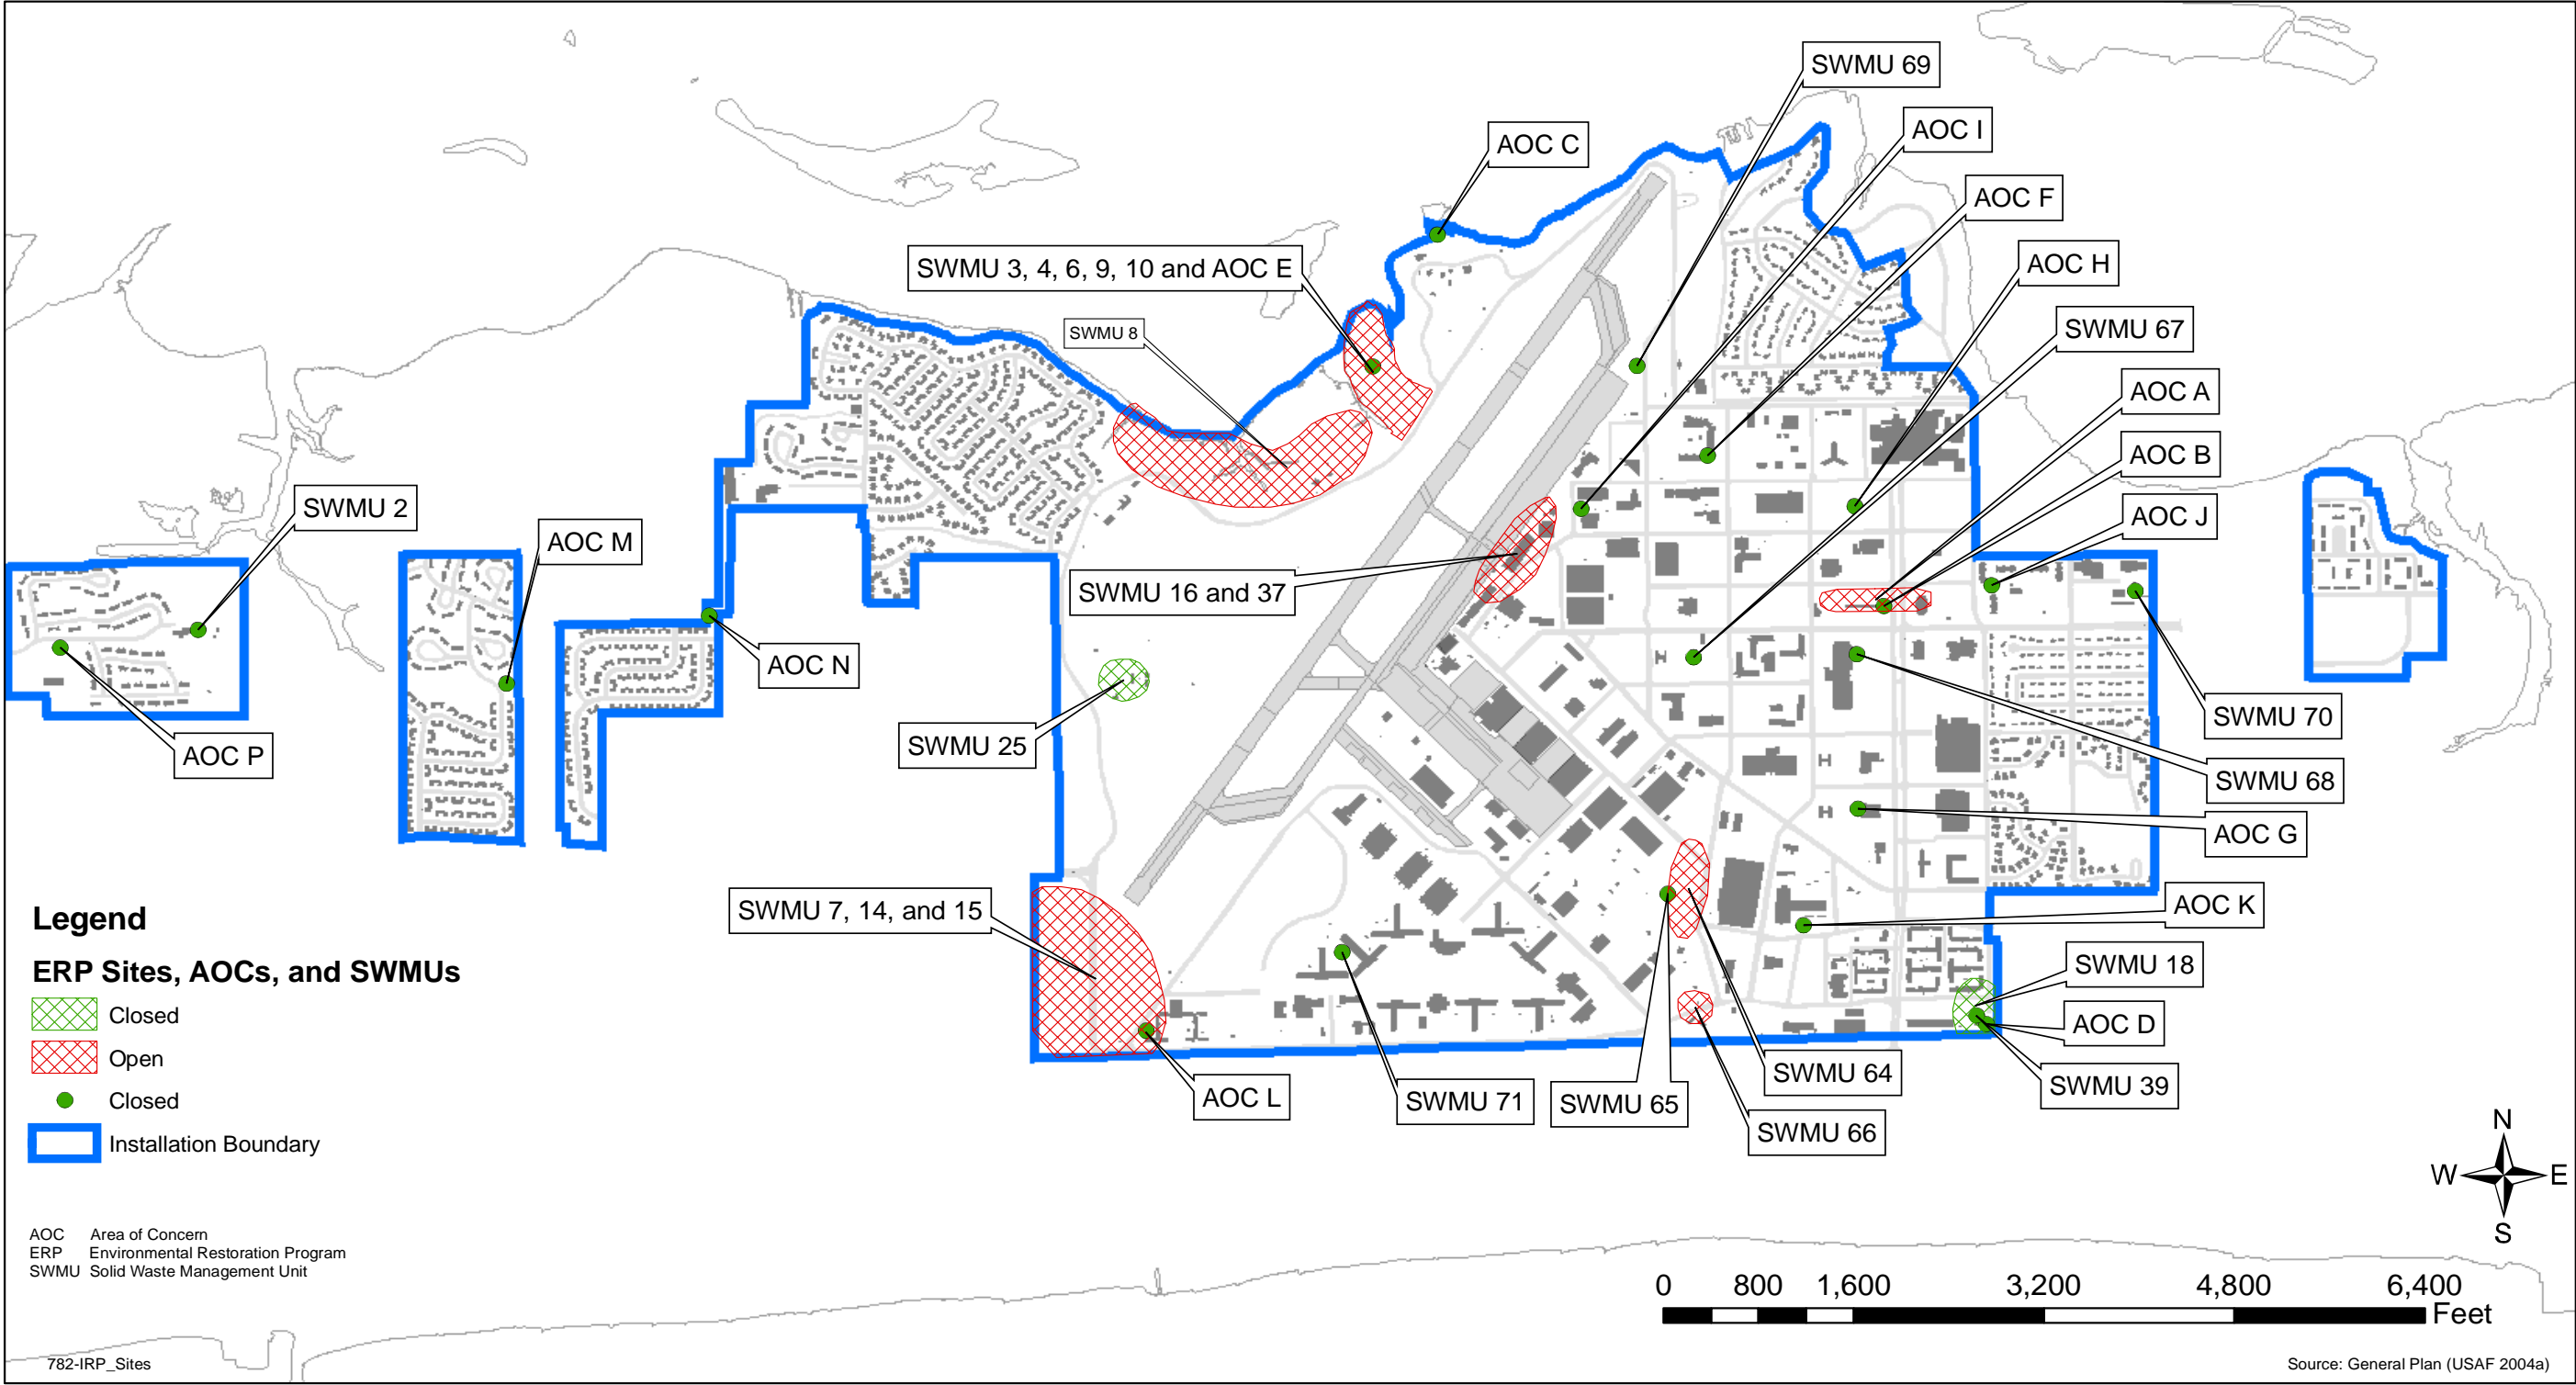 SWMU 69
AOC I
AOC C
AOC F
SWMU 3, 4, 6, 9, 10 and AOC E
AOC H
SWMU 8
SWMU 67
AOC A
AOC B
SWMU 2
AOC J
AOC M
SWMU 16 and 37
AOC N
SWMU 70
SWMU 25
AOC P
SWMU 68
AOC G
SWMU 7, 14, and 15
AOC K
SWMU 18
AOC D
SWMU 64
SWMU 39
AOC L
SWMU 71
SWMU 65
SWMU 66
Legend
ERP Sites, AOCs, and SWMUs
Closed
Open
Closed
Installation Boundary
N
W E
S
AOC Area of Concern
ERP Environmental Restoration Program
SWMU Solid Waste Management Unit
0 800 1,600 3,200 4,800 6,400
Feet
782-IRP_Sites
Source: General Plan (USAF 2004a)